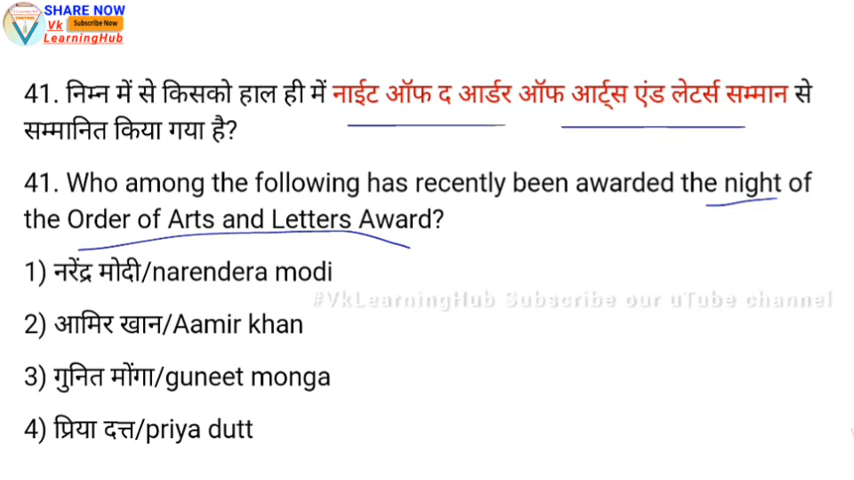 SHARE NOW
Vk Subscribe Now
LearningHub
41. निम्न में से किसको हाल ही में नाईट ऑफ द आर्डर ऑफ आर्ट्स एंड लेटर्स सम्मान से
सम्मानित किया गया है?
41. Who among the following has recently been awarded the night of
the Order of Arts and Letters Award?
1) नरेंद्र मोदी/narendera modi
#VkLearningHub Subscribe our uTube channel
2) आमिर खान/Aamir khan
3) गुनित मोंगा/guneet monga
4) प्रिया दत्त/priya dutt